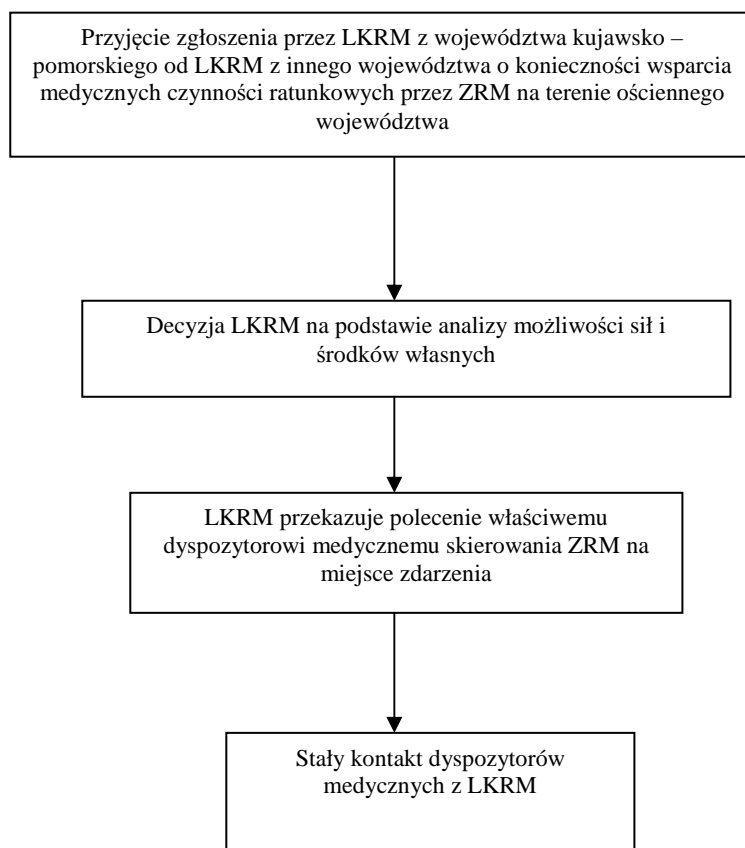 Przyjęcie zgłoszenia przez LKRM z województwa kujawsko –
pomorskiego od LKRM z innego województwa o konieczności wsparcia
medycznych czynności ratunkowych przez ZRM na terenie ościennego
województwa
Decyzja LKRM na podstawie analizy możliwości sił i
środków własnych
LKRM przekazuje polecenie właściwemu
dyspozytorowi medycznemu skierowania ZRM na
miejsce zdarzenia
Stały kontakt dyspozytorów
medycznych z LKRM